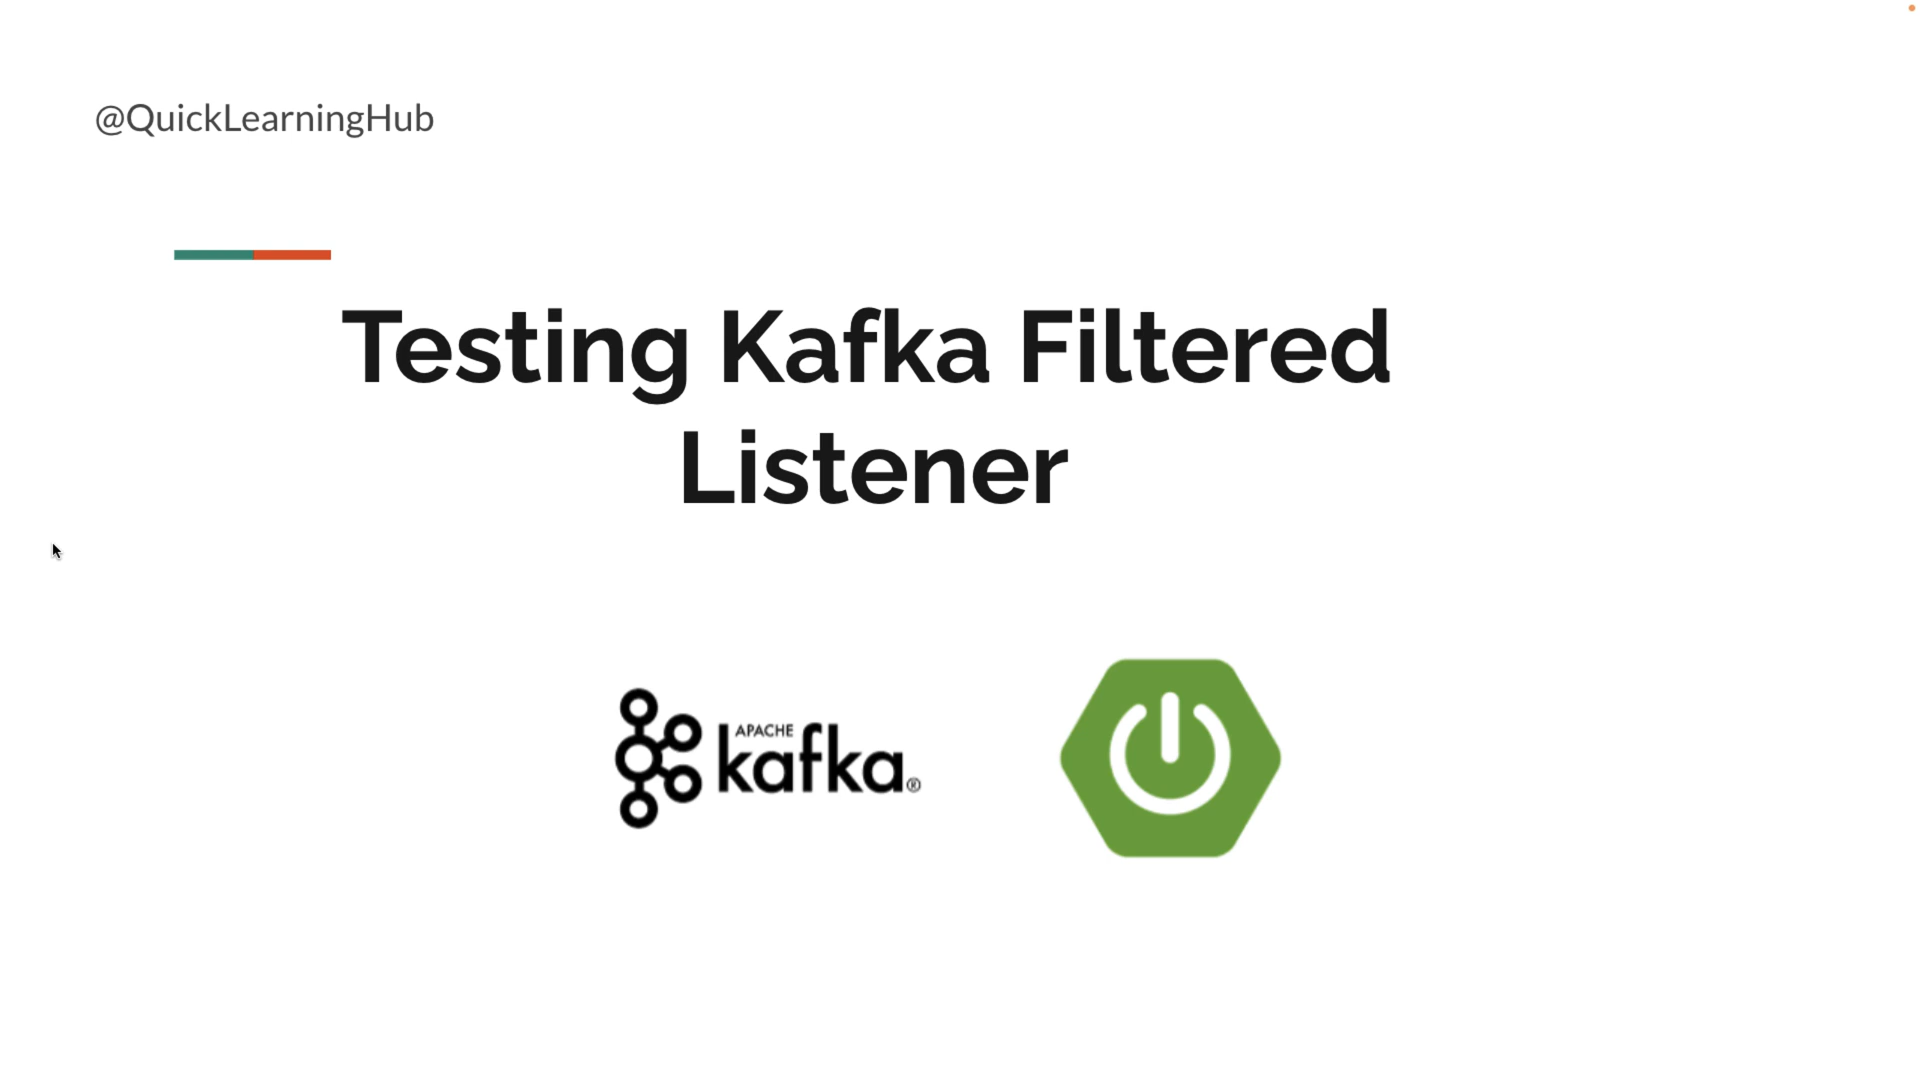 @QuickLearningHub
Testing Kafka Filtered
Listener
APACHE
kafka®